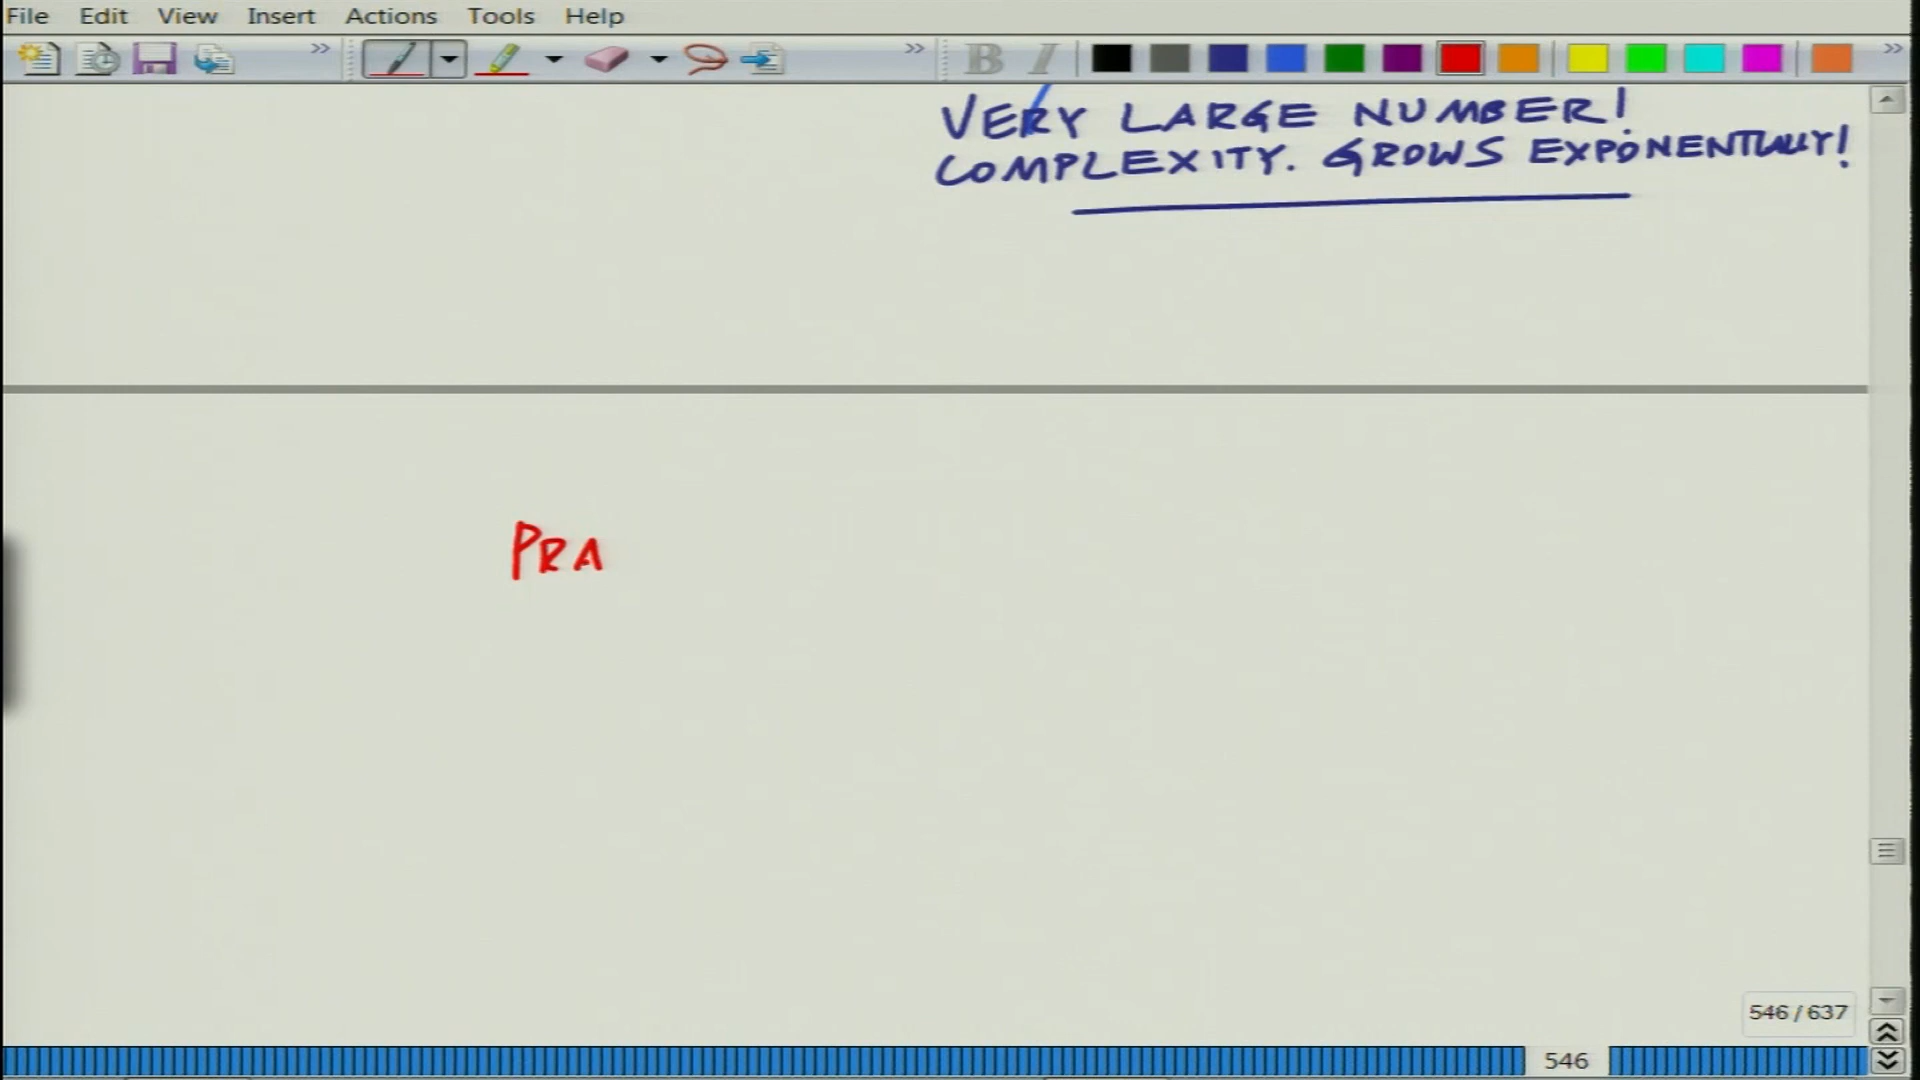 File Edit View Insert Actions Tools Help
B I
VERY LARGE NUMBER!
COMPLEXITY. GROWS EXPONENTIALLY!
PRA
546 / 637
546